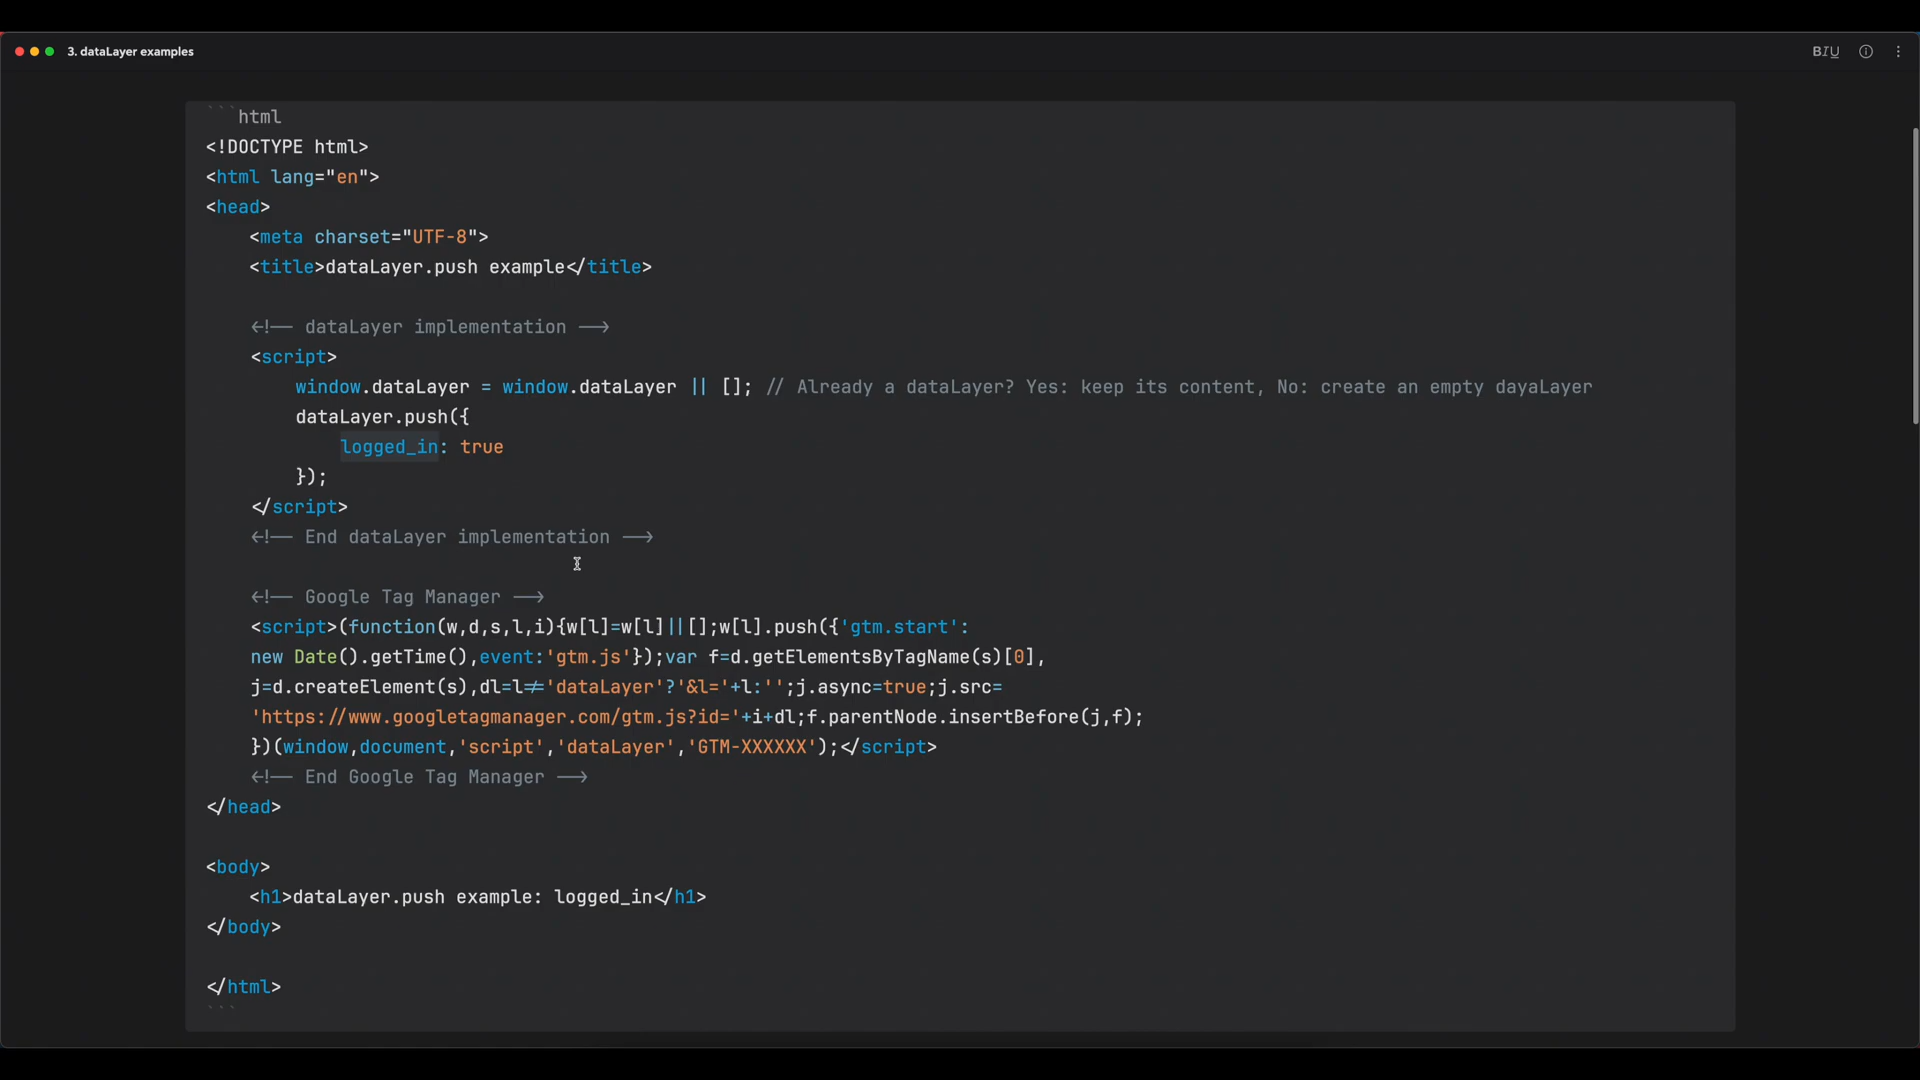 3. dataLayer examples
BIU
```html
<!DOCTYPE html>
<html lang="en">
<head>
    <meta charset="UTF-8">
    <title>dataLayer.push example</title>
    <!-- dataLayer implementation -->
    <script>
        window.dataLayer = window.dataLayer || []; // Already a dataLayer? Yes: keep its content, No: create an empty dayaLayer
        dataLayer.push({
            logged_in: true
        });
    </script>
    <!-- End dataLayer implementation -->
    <!-- Google Tag Manager -->
    <script>(function(w,d,s,l,i){w[l]=w[l]||[];w[l].push({'gtm.start':
    new Date().getTime(),event:'gtm.js'});var f=d.getElementsByTagName(s)[0],
    j=d.createElement(s),dl=l!='dataLayer'?'&l='+l:'';j.async=true;j.src=
    'https://www.googletagmanager.com/gtm.js?id='+i+dl;f.parentNode.insertBefore(j,f);
    })(window,document,'script','dataLayer','GTM-XXXXXX');</script>
    <!-- End Google Tag Manager -->
</head>
<body>
    <h1>dataLayer.push example: logged_in</h1>
</body>
</html>
```